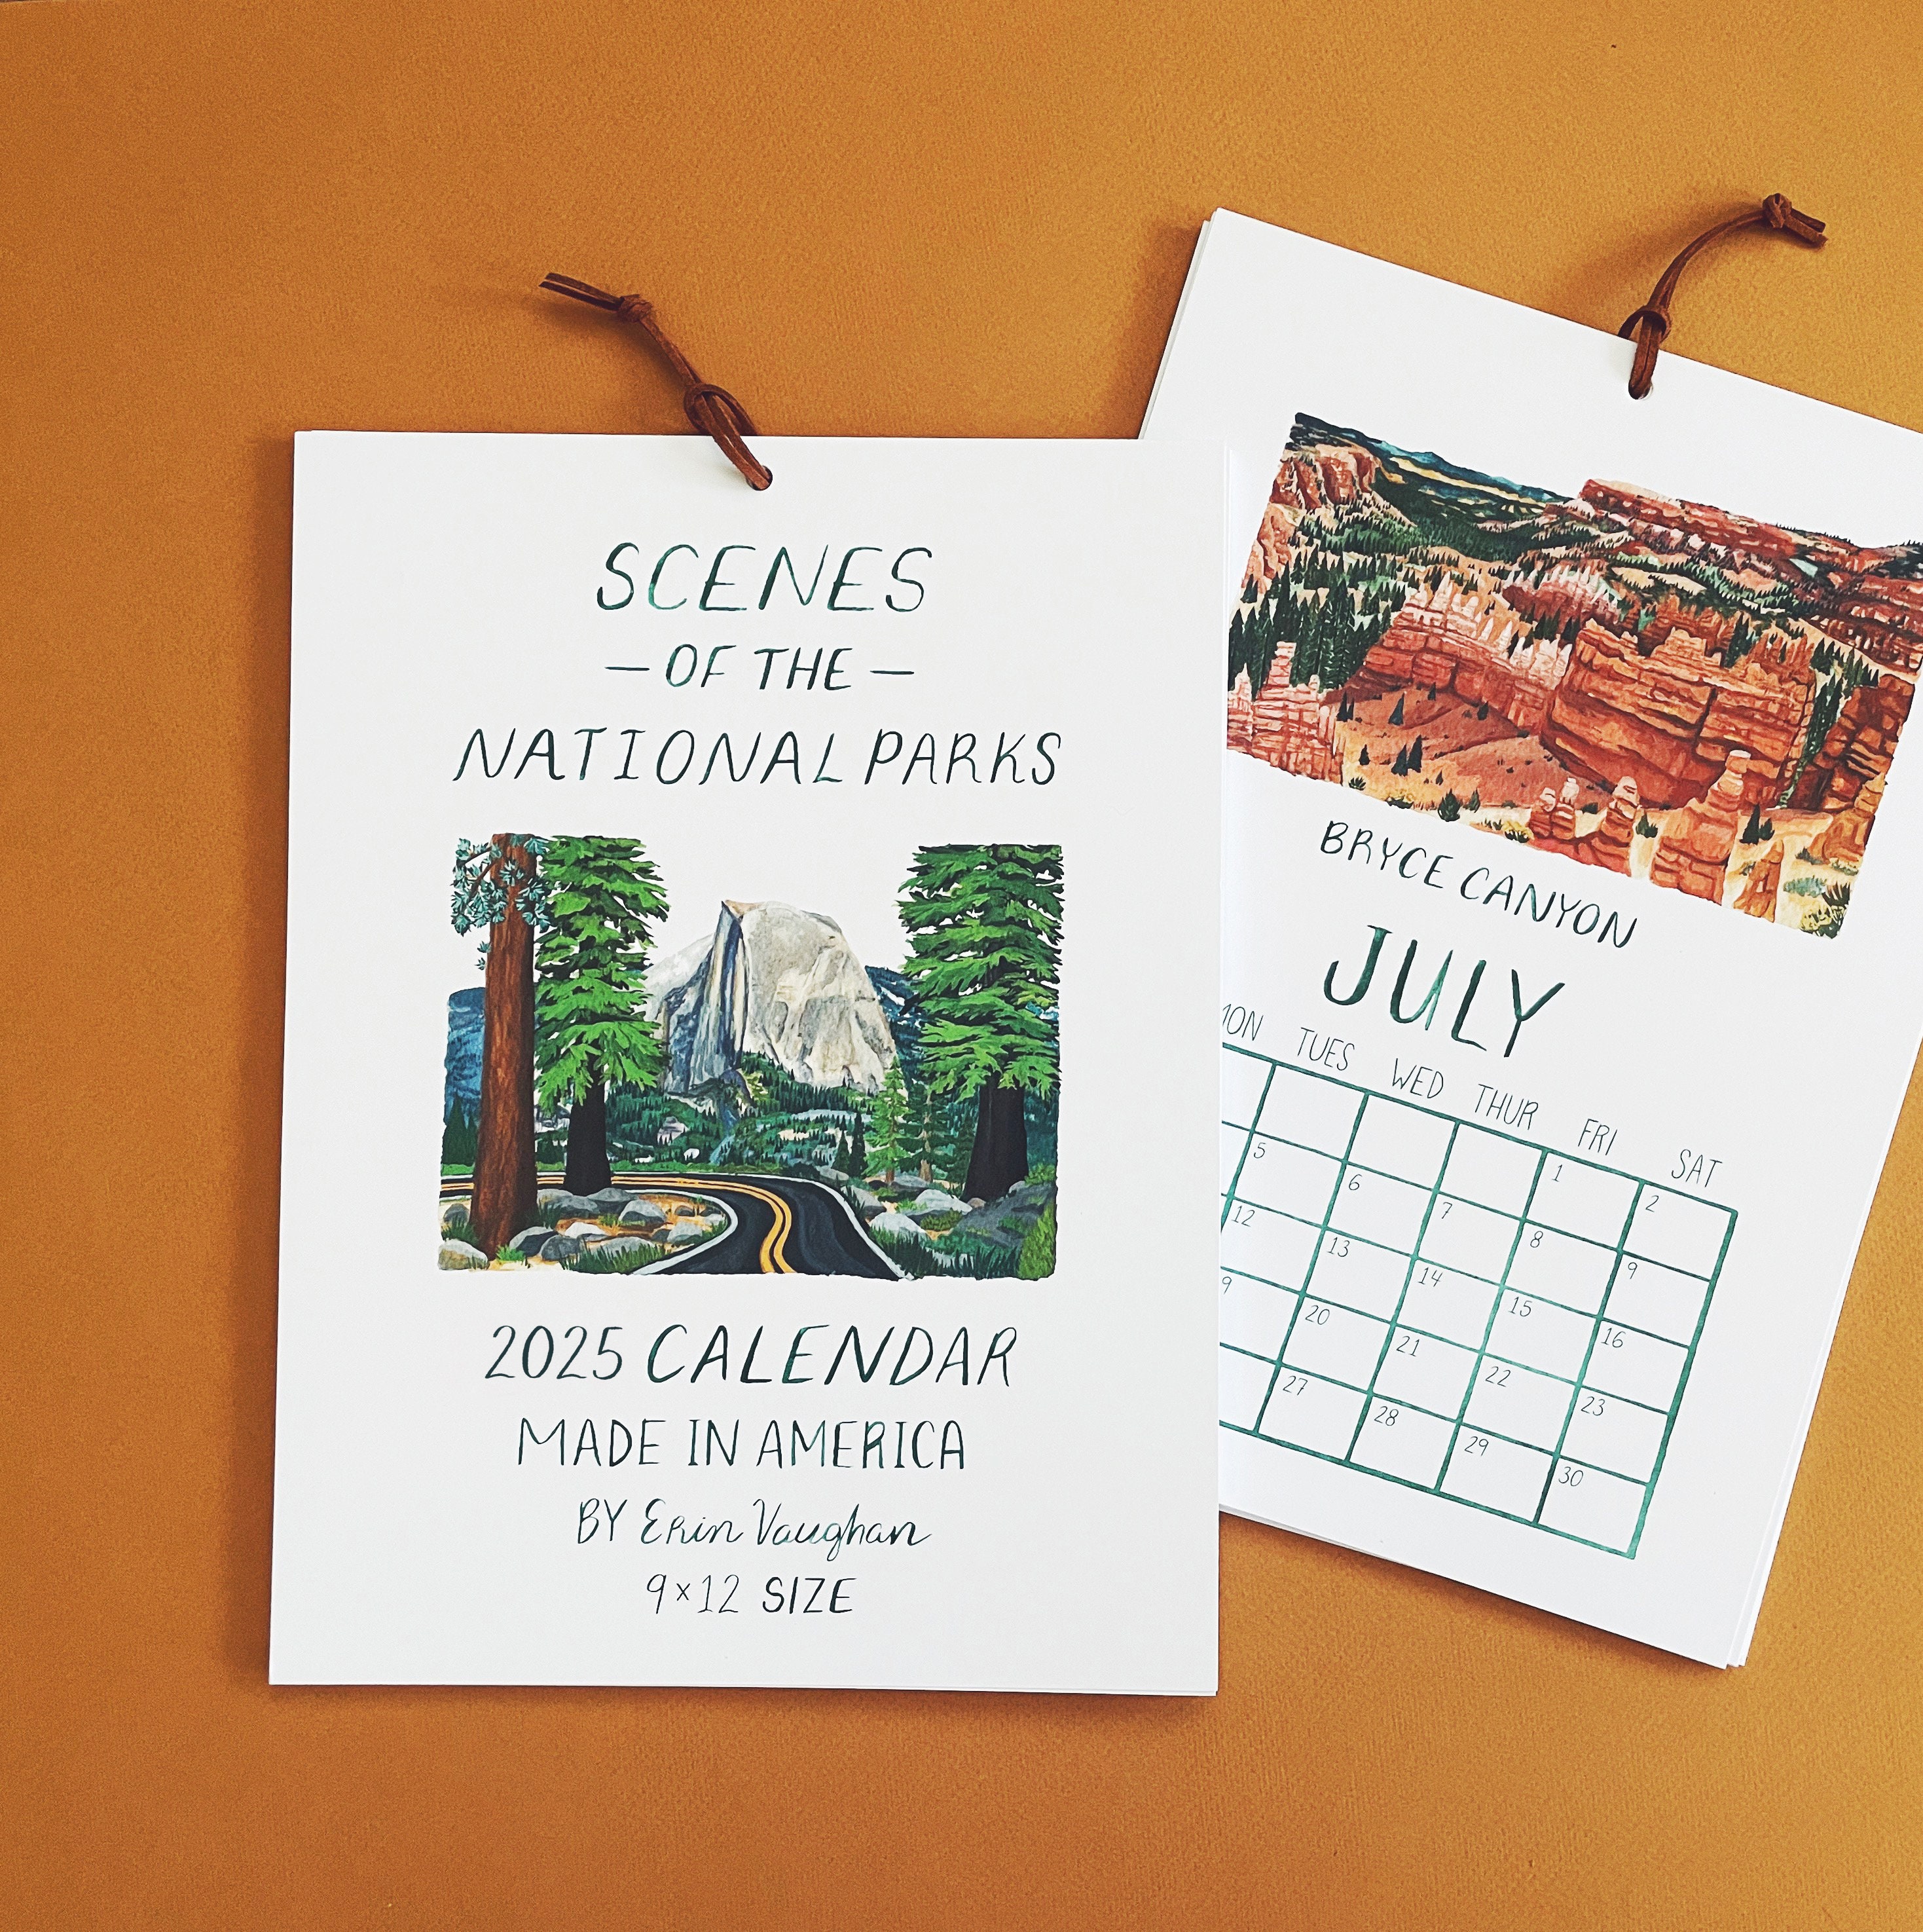 SCENES
— OF THE —
NATIONAL PARKS
2025 CALENDAR
MADE IN AMERICA
BY Erin Vaughan
9×12 SIZE
BRYCE CANYON
JULY
TUES WED THUR FRI SAT
1 2
5 6 7 8 9
12 13 14 15 16
20 21 22 23
27 28 29 30